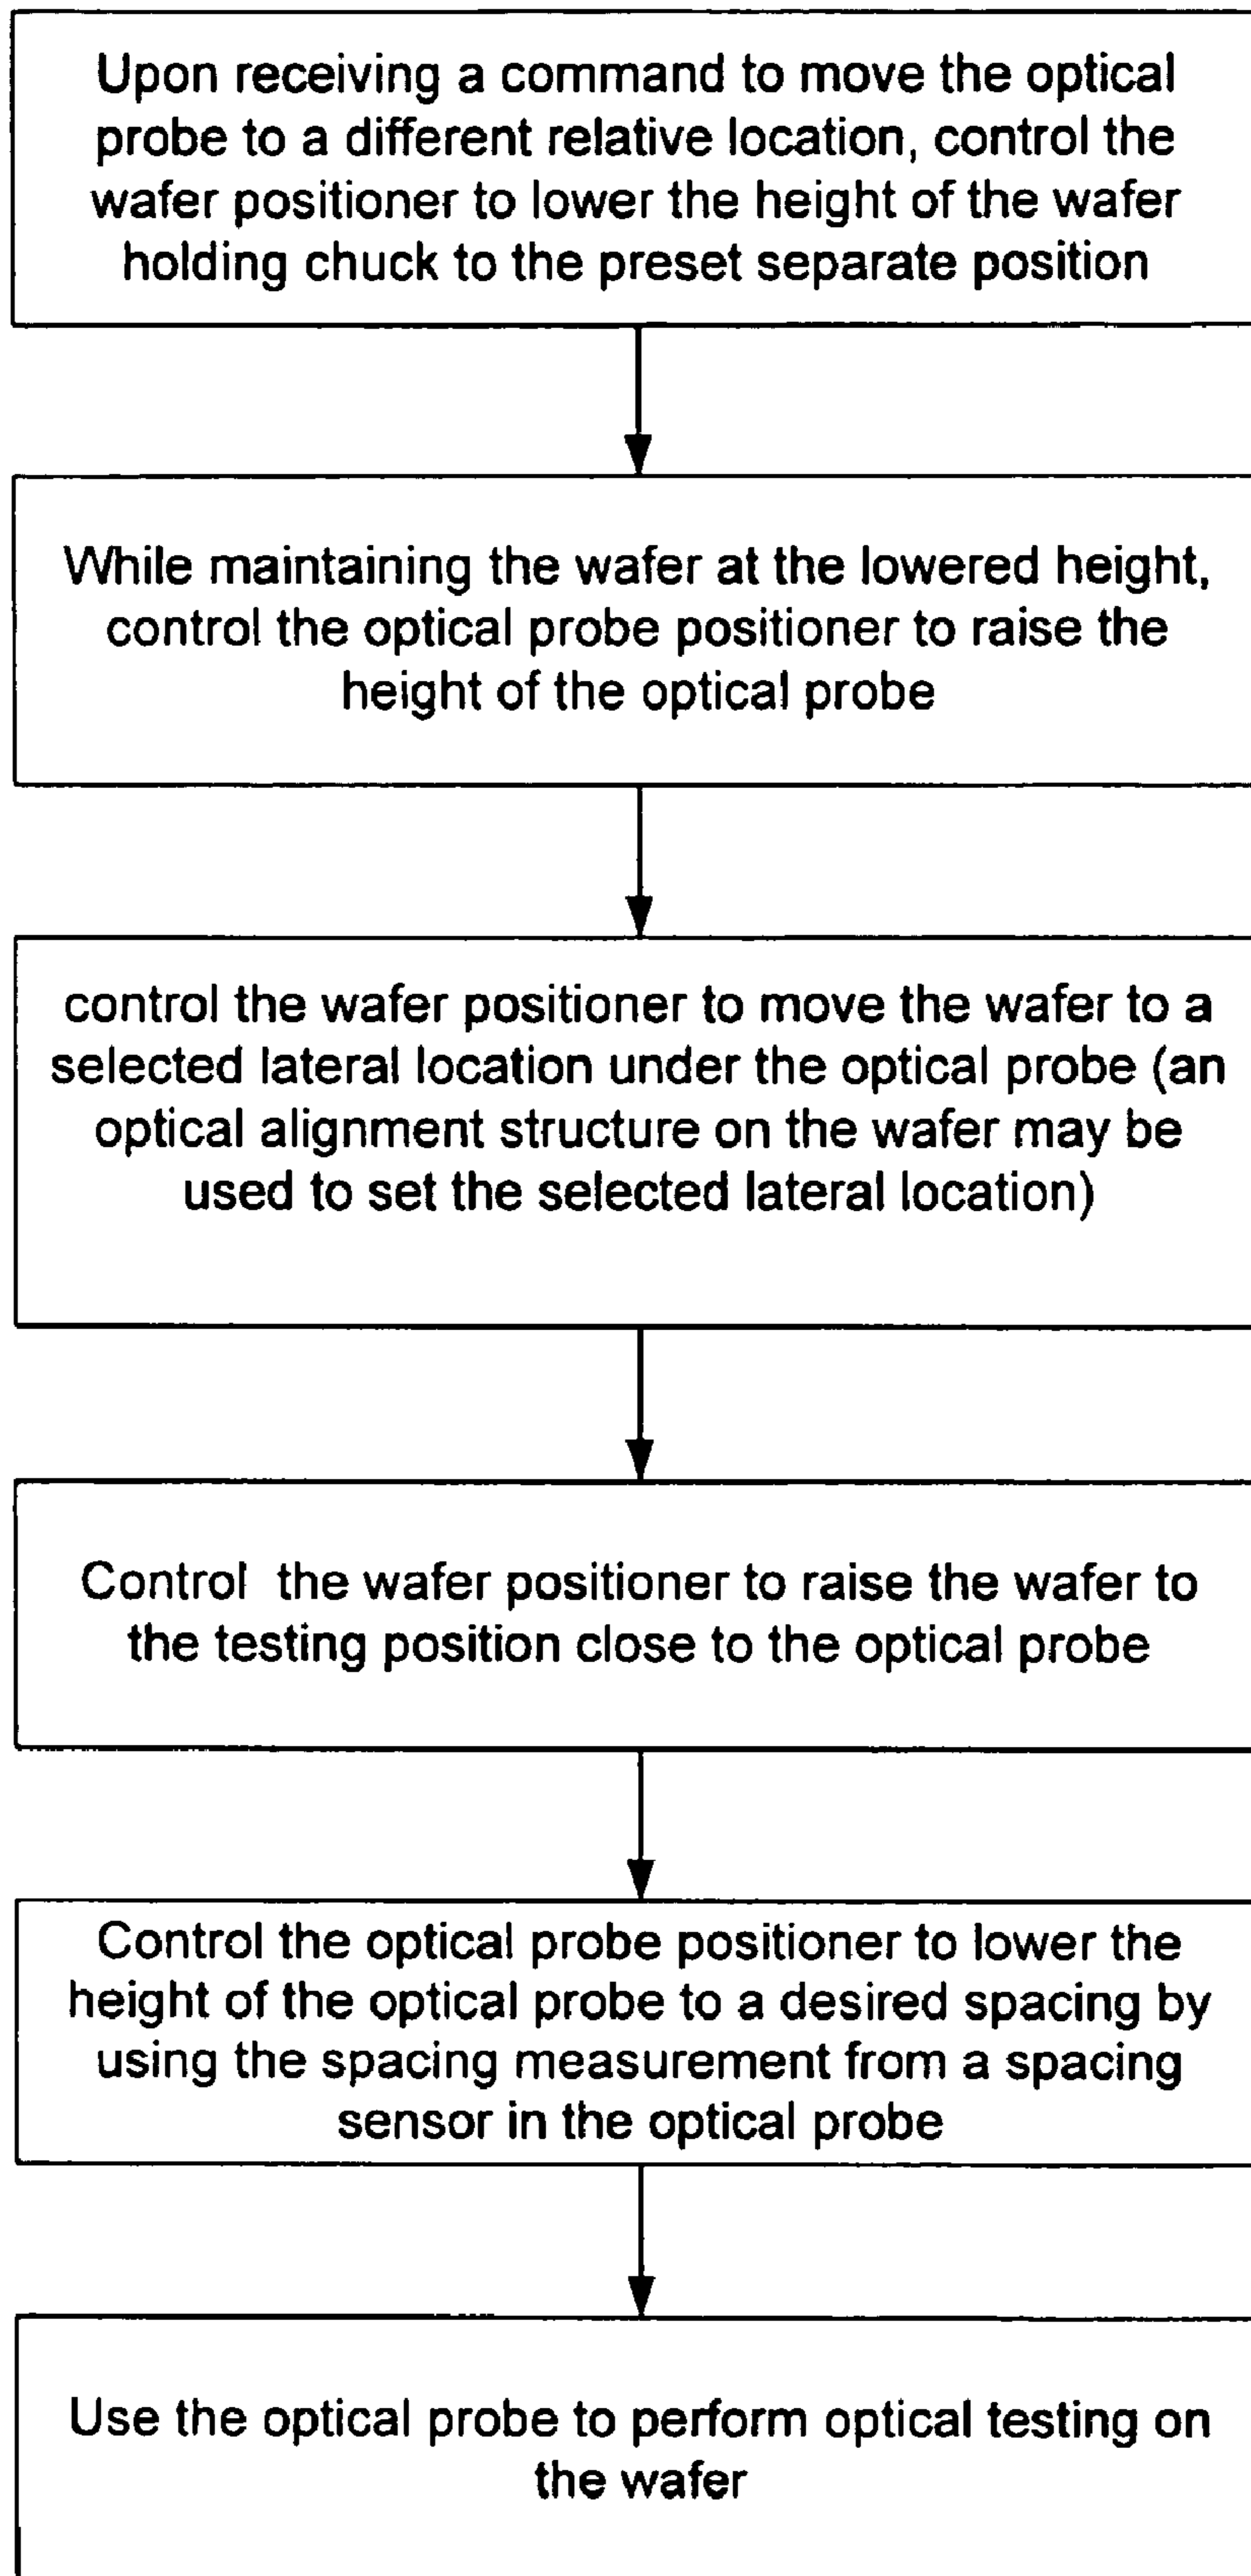 Upon receiving a command to move the optical
probe to a different relative location, control the
wafer positioner to lower the height of the wafer
holding chuck to the preset separate position
While maintaining the wafer at the lowered height,
control the optical probe positioner to raise the
height of the optical probe
control the wafer positioner to move the wafer to a
selected lateral location under the optical probe (an
optical alignment structure on the wafer may be
used to set the selected lateral location)
Control the wafer positioner to raise the wafer to
the testing position close to the optical probe
Control the optical probe positioner to lower the
height of the optical probe to a desired spacing by
using the spacing measurement from a spacing
sensor in the optical probe
Use the optical probe to perform optical testing on
the wafer